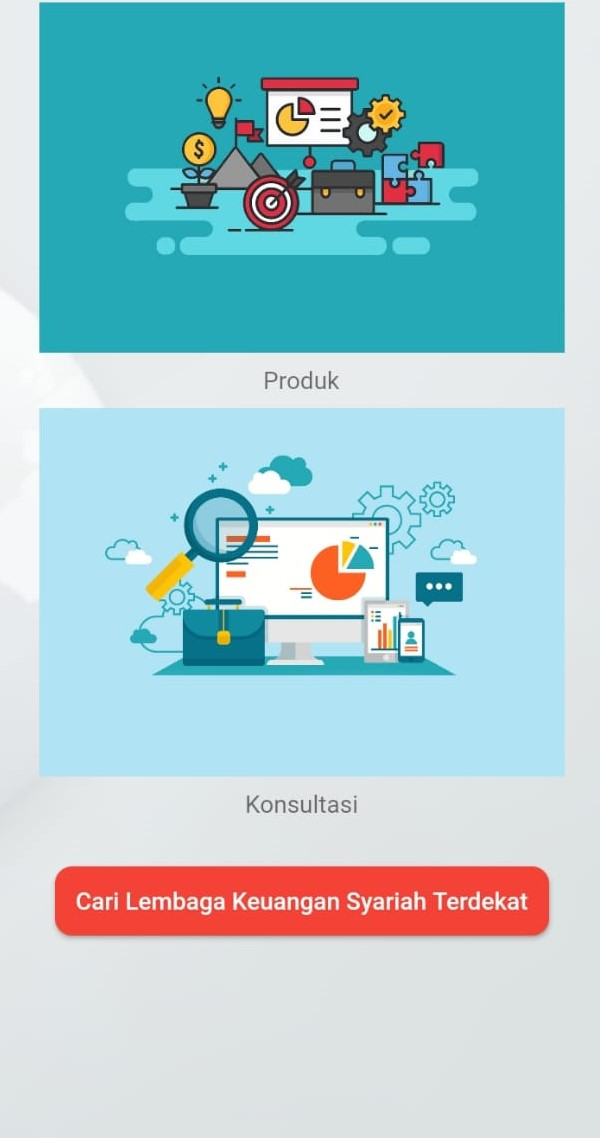 $
Produk
Konsultasi
Cari Lembaga Keuangan Syariah Terdekat